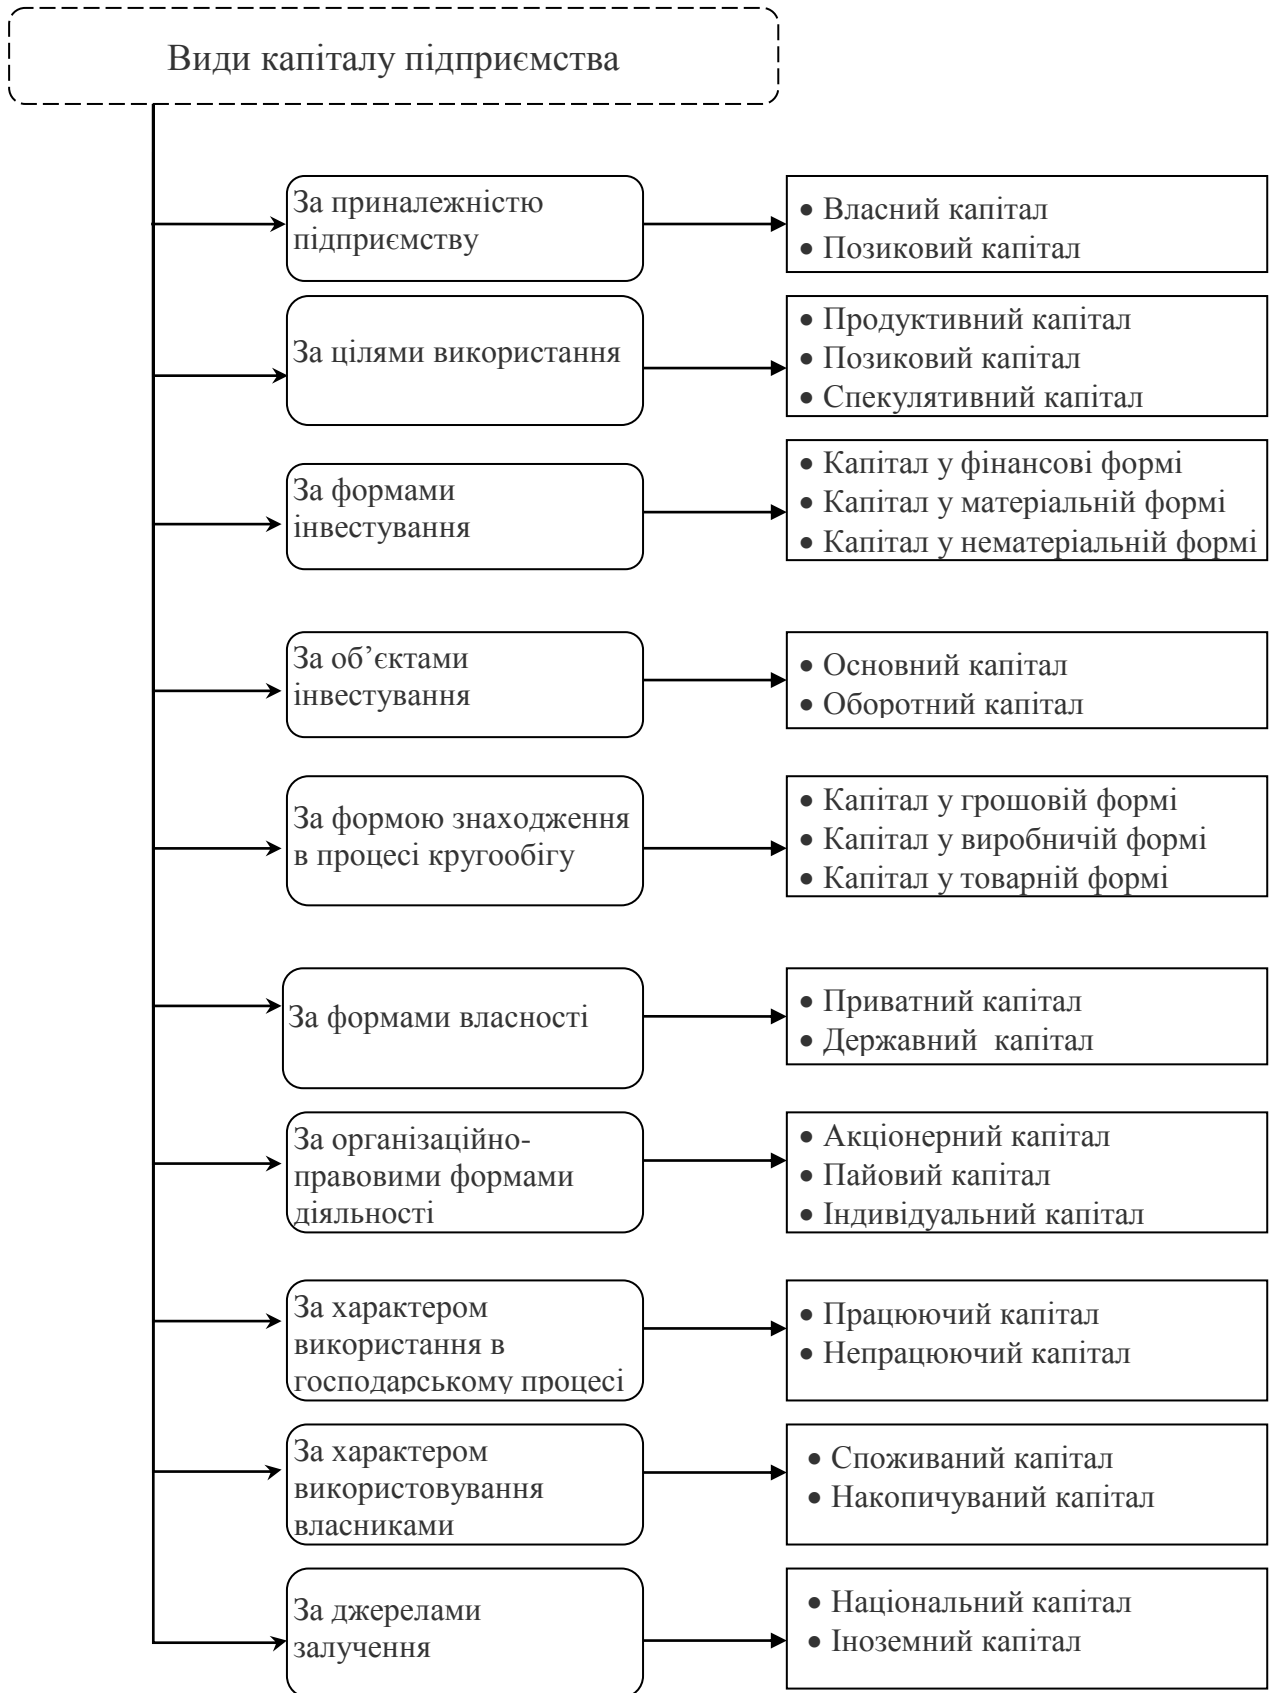 Види капіталу підприємства
За приналежністю
підприємству
• Власний капітал
• Позиковий капітал
За цілями використання
• Продуктивний капітал
• Позиковий капітал
• Спекулятивний капітал
За формами
інвестування
• Капітал у фінансові формі
• Капітал у матеріальній формі
• Капітал у нематеріальній формі
За об’єктами
інвестування
• Основний капітал
• Оборотний капітал
За формою знаходження
в процесі кругообігу
• Капітал у грошовій формі
• Капітал у виробничій формі
• Капітал у товарній формі
За формами власності
• Приватний капітал
• Державний капітал
За організаційно-
правовими формами
діяльності
• Акціонерний капітал
• Пайовий капітал
• Індивідуальний капітал
За характером
використання в
господарському процесі
• Працюючий капітал
• Непрацюючий капітал
За характером
використовування
власниками
• Споживаний капітал
• Накопичуваний капітал
За джерелами
залучення
• Національний капітал
• Іноземний капітал